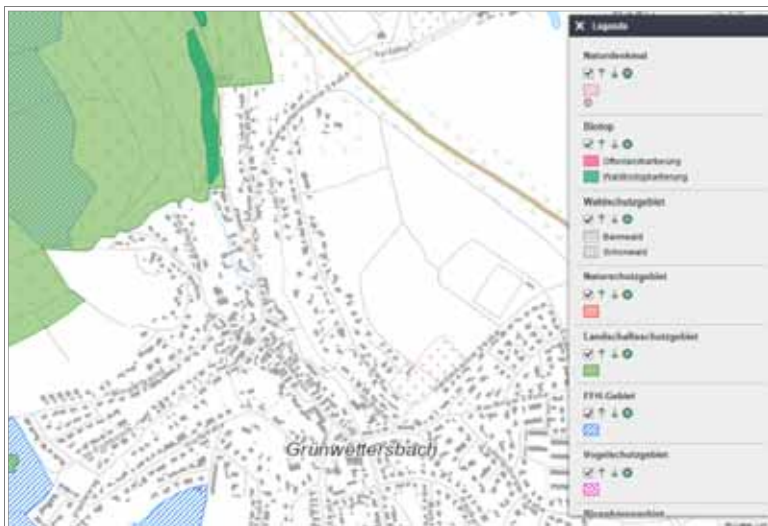 Legende
Naturdenkmal
Biotop
Offenlandkartierung
Waldbiotopkartierung
Waldschutzgebiet
Bannwald
Schonwald
Naturschutzgebiet
Landschaftsschutzgebiet
FFH-Gebiet
Vogelschutzgebiet
Grünwettersbach